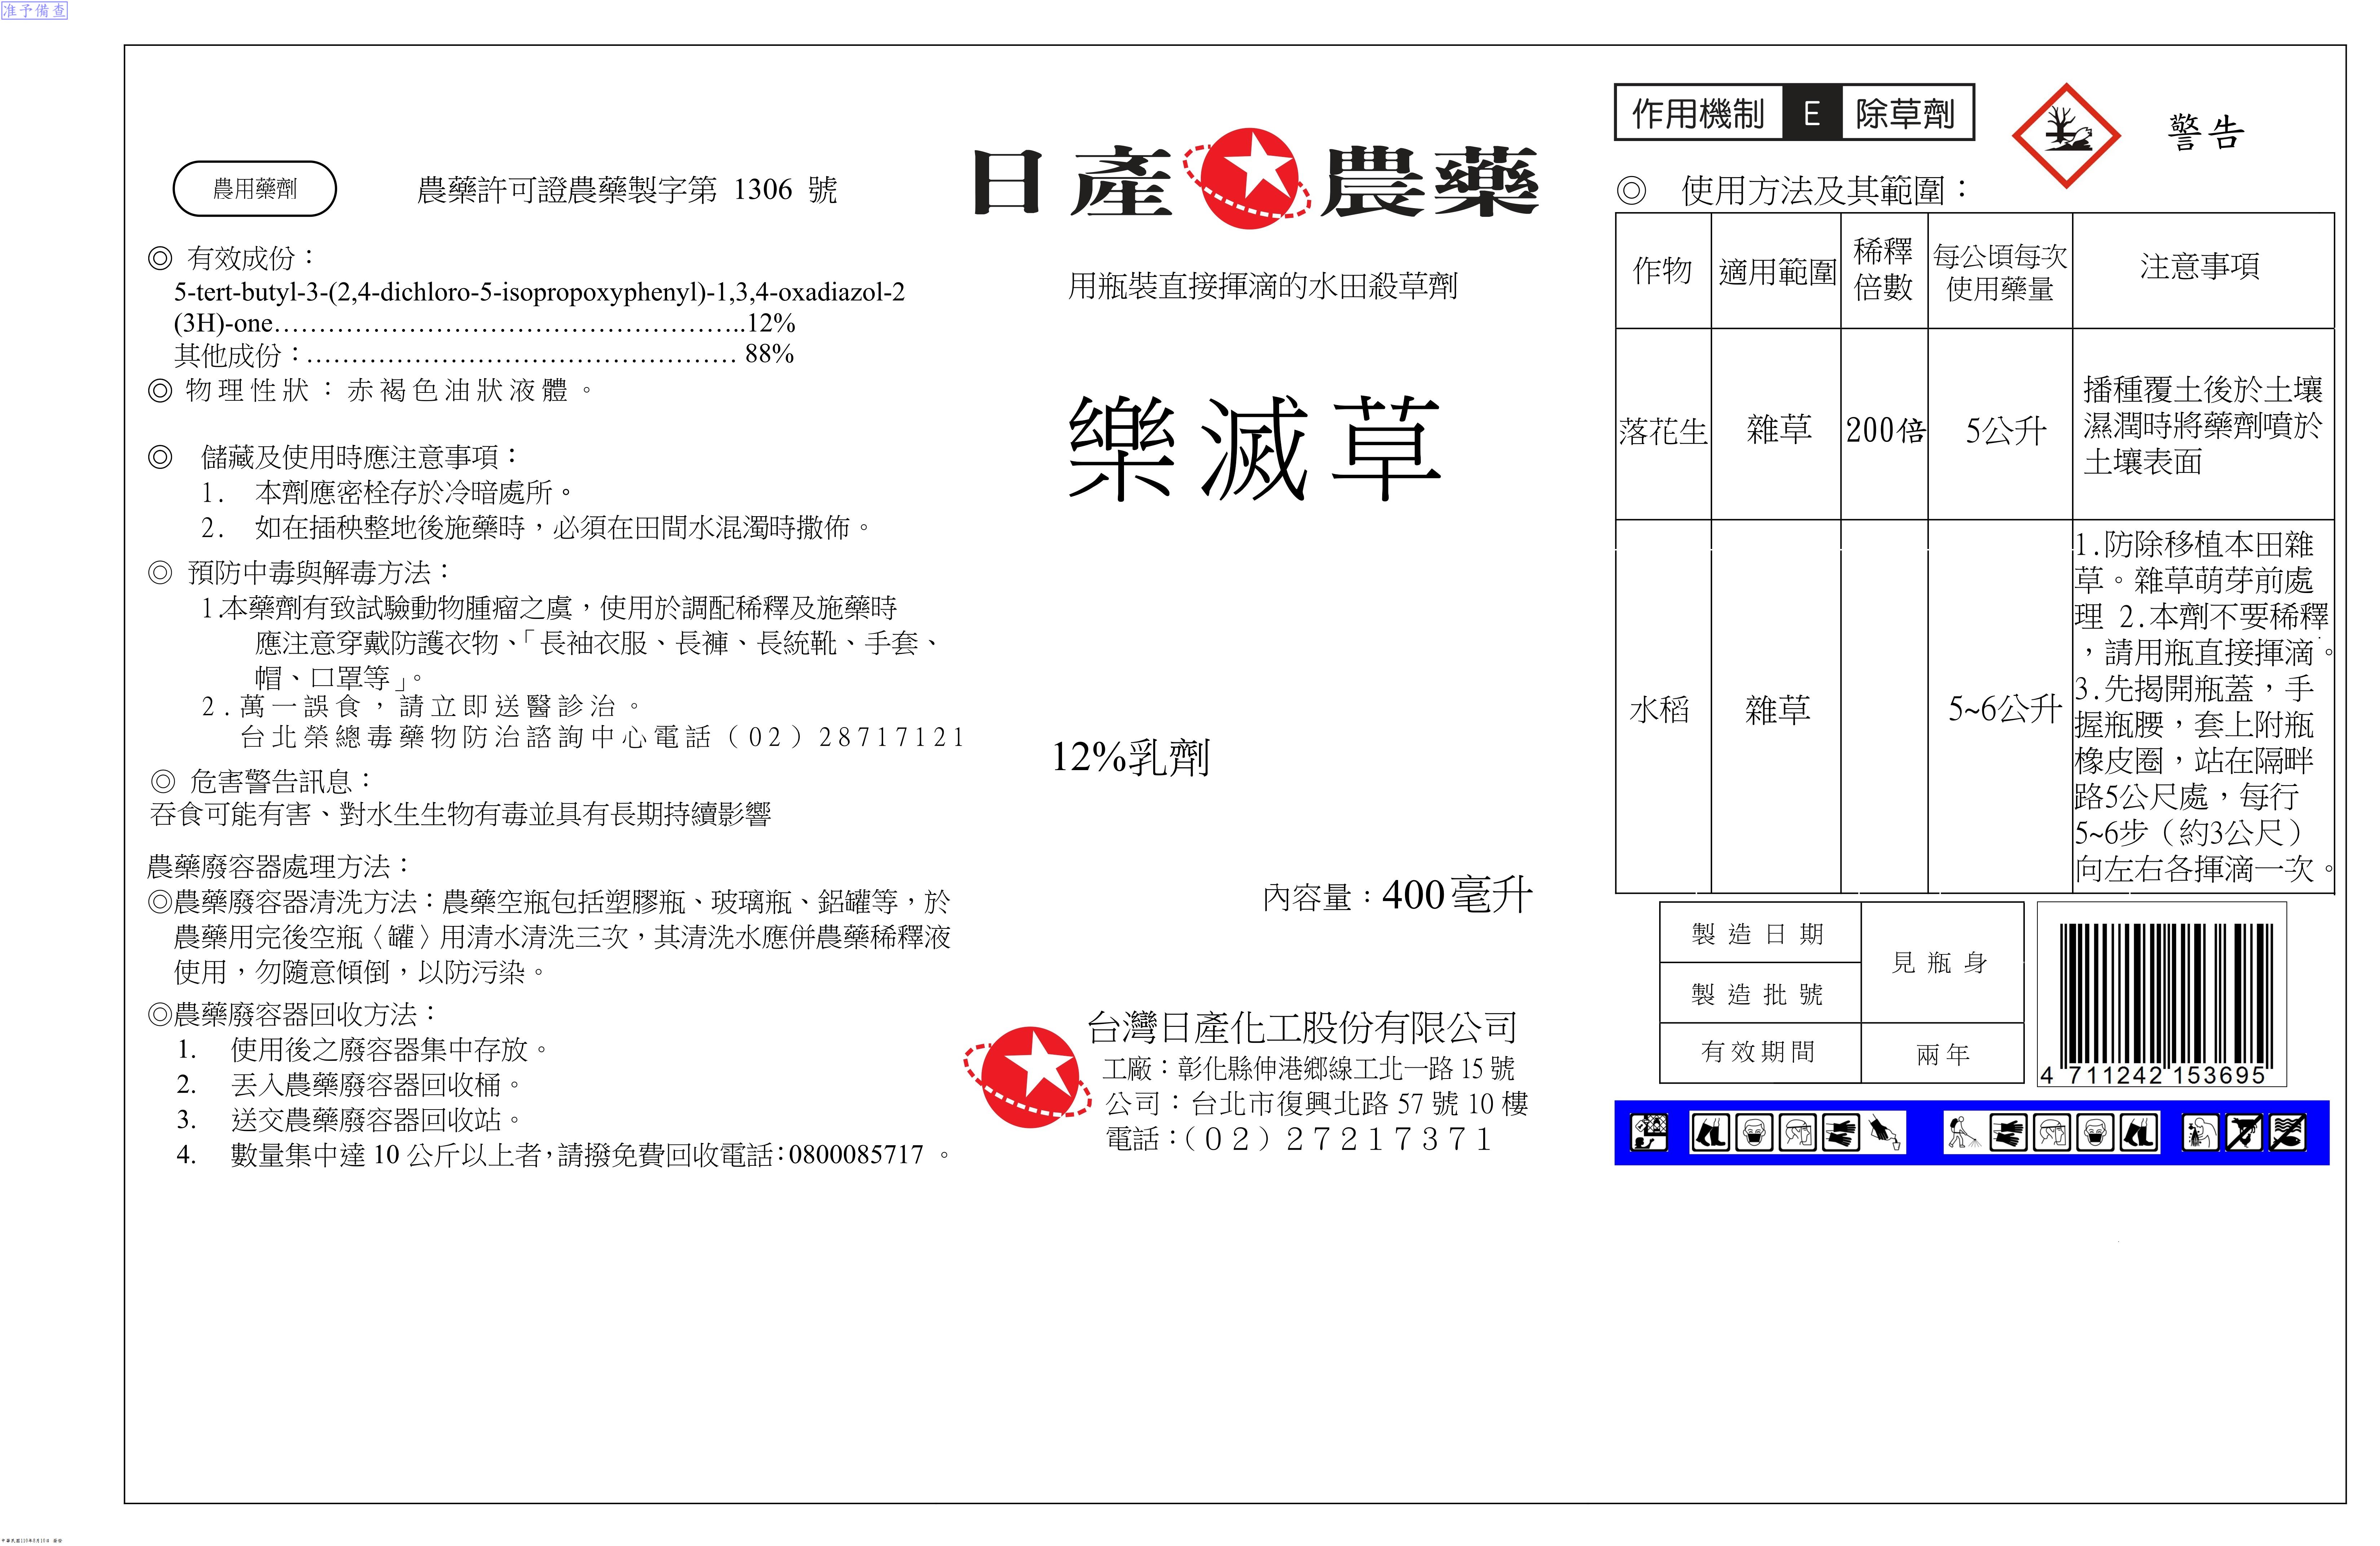 准予備查
農用藥劑
農藥許可證農藥製字第 1306 號
◎ 有效成份：
5-tert-butyl-3-(2,4-dichloro-5-isopropoxyphenyl)-1,3,4-oxadiazol-2
(3H)-one……………………………………………..12%
其他成份：………………………………………… 88%
◎ 物理性狀：赤褐色油狀液體。
◎ 儲藏及使用時應注意事項：
1. 本劑應密栓存於冷暗處所。
2. 如在插秧整地後施藥時，必須在田間水混濁時撒佈。
◎ 預防中毒與解毒方法：
1.本藥劑有致試驗動物腫瘤之虞，使用於調配稀釋及施藥時
應注意穿戴防護衣物、「長袖衣服、長褲、長統靴、手套、
帽、口罩等」。
2.萬一誤食，請立即送醫診治。
台北榮總毒藥物防治諮詢中心電話（02）28717121
◎ 危害警告訊息：
吞食可能有害、對水生生物有毒並具有長期持續影響
農藥廢容器處理方法：
◎農藥廢容器清洗方法：農藥空瓶包括塑膠瓶、玻璃瓶、鋁罐等，於
農藥用完後空瓶〈罐〉用清水清洗三次，其清洗水應併農藥稀釋液
使用，勿隨意傾倒，以防污染。
◎農藥廢容器回收方法：
1. 使用後之廢容器集中存放。
2. 丟入農藥廢容器回收桶。
3. 送交農藥廢容器回收站。
4. 數量集中達 10 公斤以上者，請撥免費回收電話：0800085717 。
日產農藥
用瓶裝直接揮滴的水田殺草劑
樂滅草
12%乳劑
內容量：400毫升
台灣日產化工股份有限公司
工廠：彰化縣伸港鄉線工北一路 15 號
公司：台北市復興北路 57 號 10 樓
電話：（０２）２７２１７３７１
作用機制 E 除草劑
警告
◎ 使用方法及其範圍：
作物 適用範圍 稀釋倍數 每公頃每次使用藥量 注意事項
落花生 雜草 200倍 5公升
播種覆土後於土壤
濕潤時將藥劑噴於
土壤表面
水稻 雜草 5~6公升
1.防除移植本田雜
草。雜草萌芽前處
理 2.本劑不要稀釋
，請用瓶直接揮滴。
3.先揭開瓶蓋，手
握瓶腰，套上附瓶
橡皮圈，站在隔畔
路5公尺處，每行
5~6步（約3公尺）
向左右各揮滴一次。
製造日期
製造批號
見瓶身
有效期間 兩年
4 711242 153695